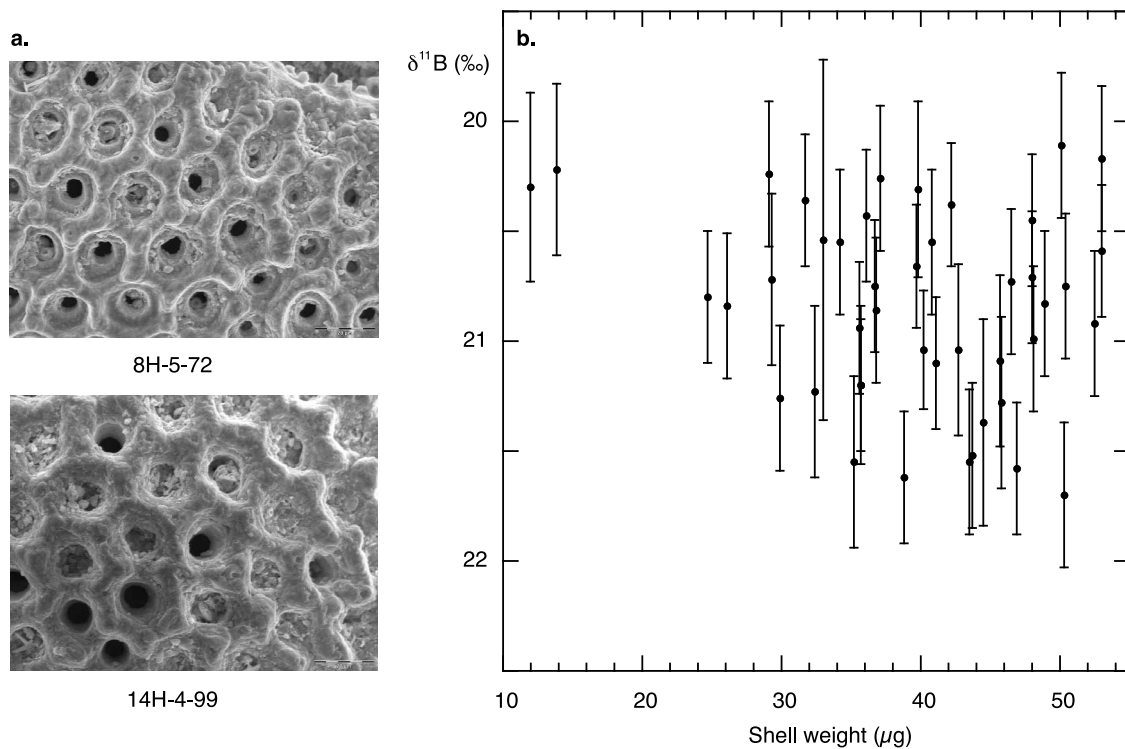 a.
8H-5-72
14H-4-99
b.
δ¹¹B (‰)
20
21
22
10 20 30 40 50
Shell weight (µg)